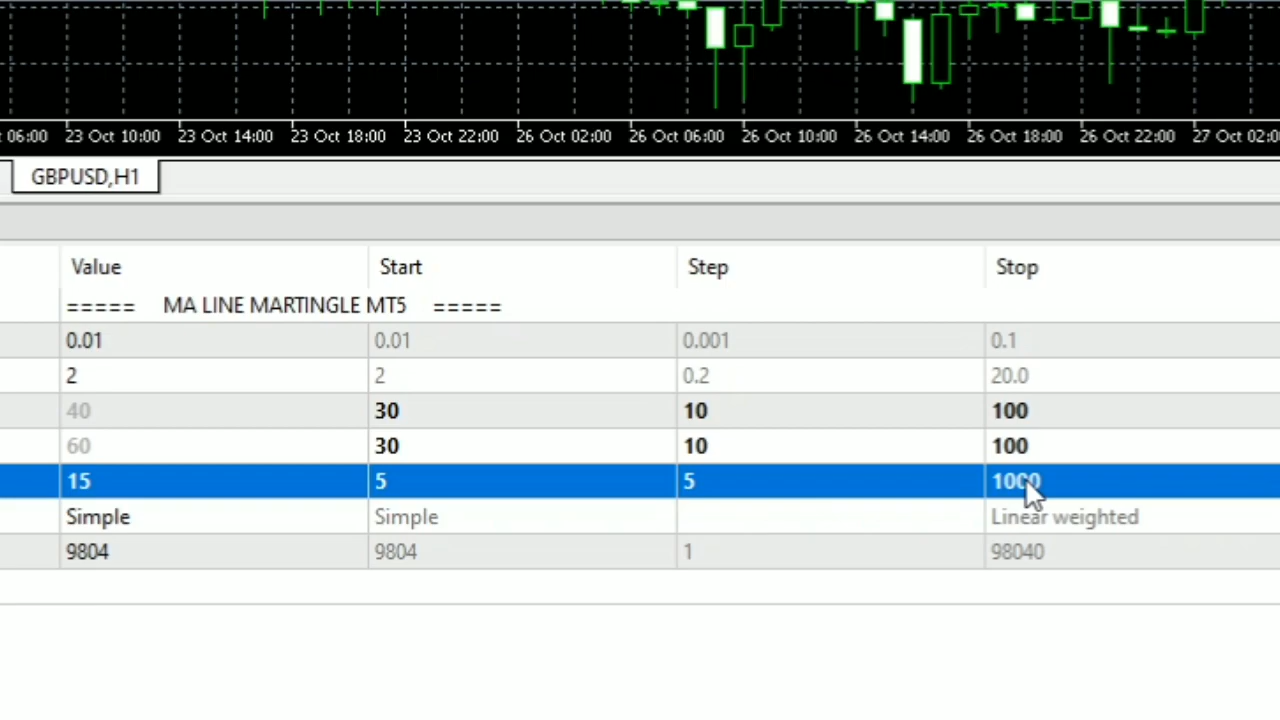 06:00 23 Oct 10:00 23 Oct 14:00 23 Oct 18:00 23 Oct 22:00 26 Oct 02:00 26 Oct 06:00 26 Oct 10:00 26 Oct 14:00 26 Oct 18:00 26 Oct 22:00 27 Oct 02:0
GBPUSD,H1
Value Start Step Stop
===== MA LINE MARTINGLE MT5 =====
0.01 0.01 0.001 0.1
2 2 0.2 20.0
40 30 10 100
60 30 10 100
15 5 5 1000
Simple Simple Linear weighted
9804 9804 1 98040